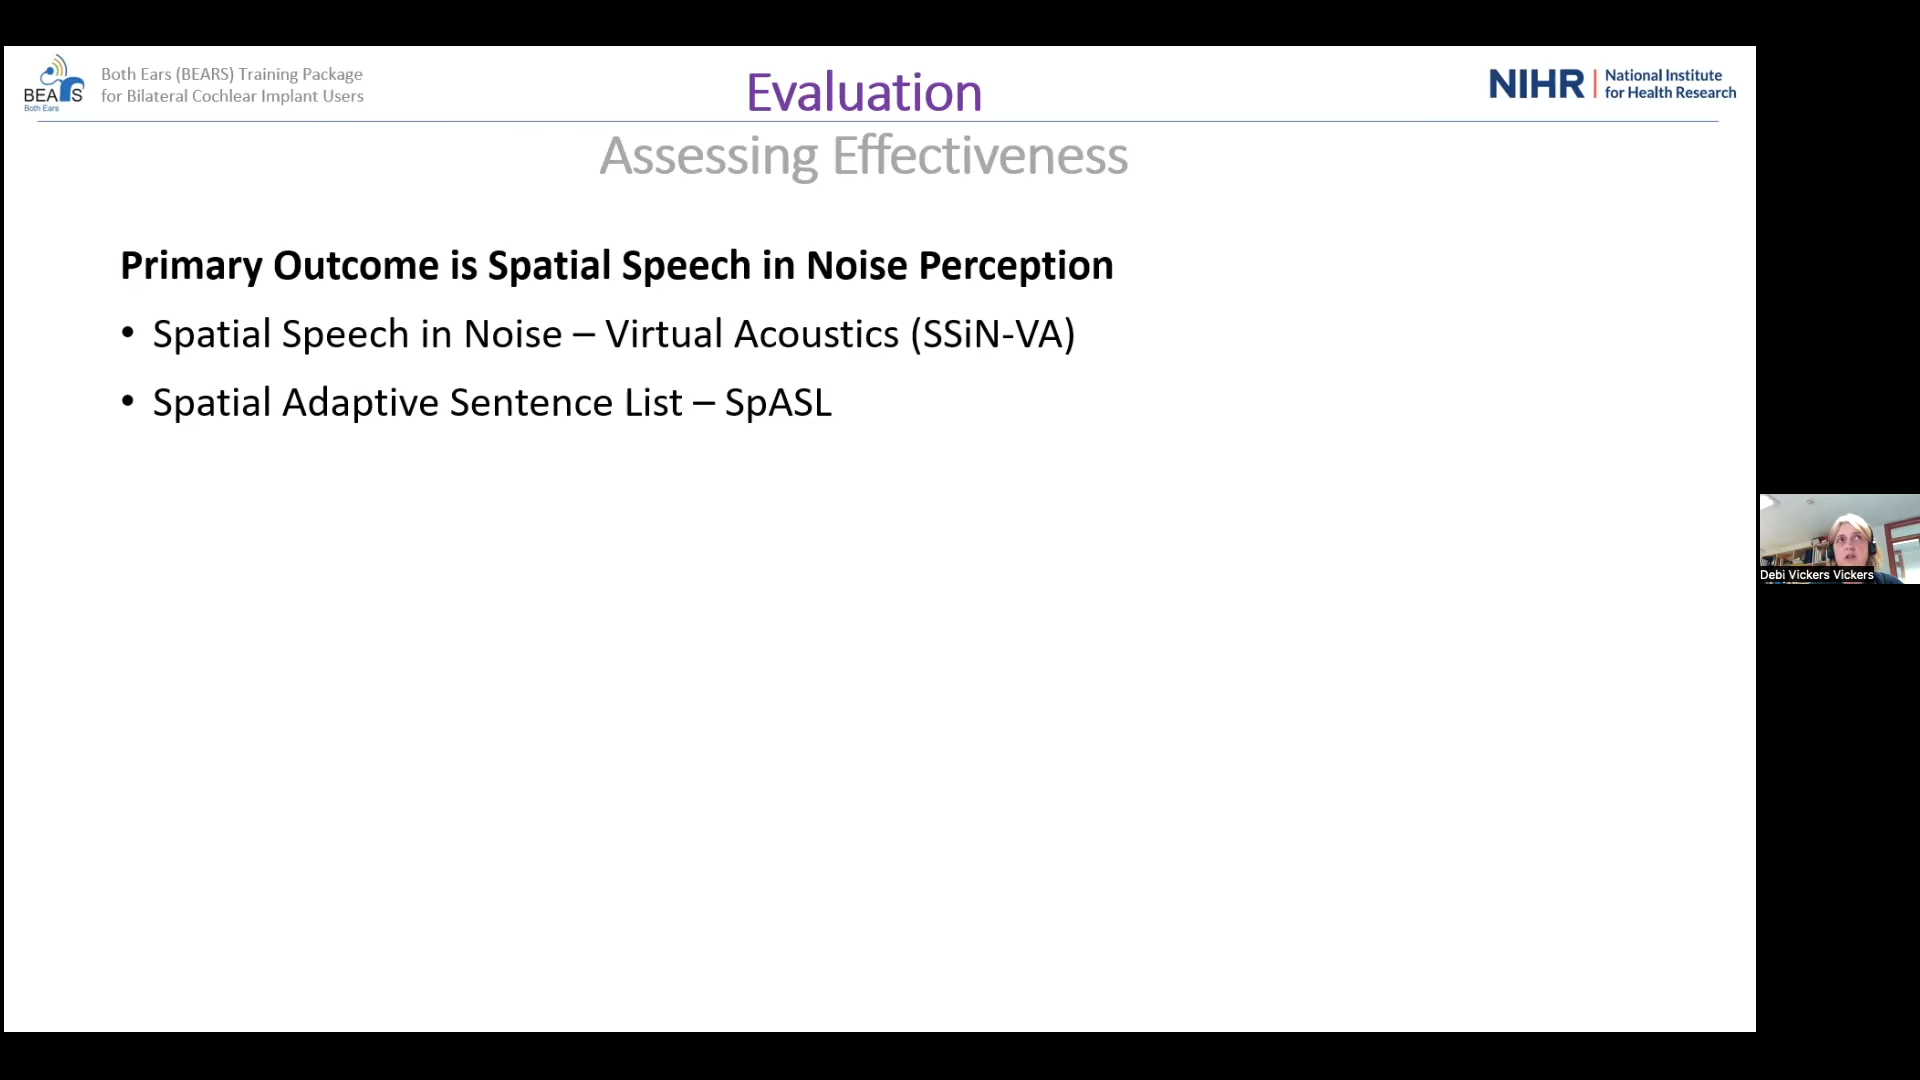 BEARS
Both Ears
Both Ears (BEARS) Training Package
for Bilateral Cochlear Implant Users
Evaluation
NIHR | National Institute
for Health Research
Assessing Effectiveness
Primary Outcome is Spatial Speech in Noise Perception
• Spatial Speech in Noise – Virtual Acoustics (SSiN-VA)
• Spatial Adaptive Sentence List – SpASL
Debi Vickers Vickers